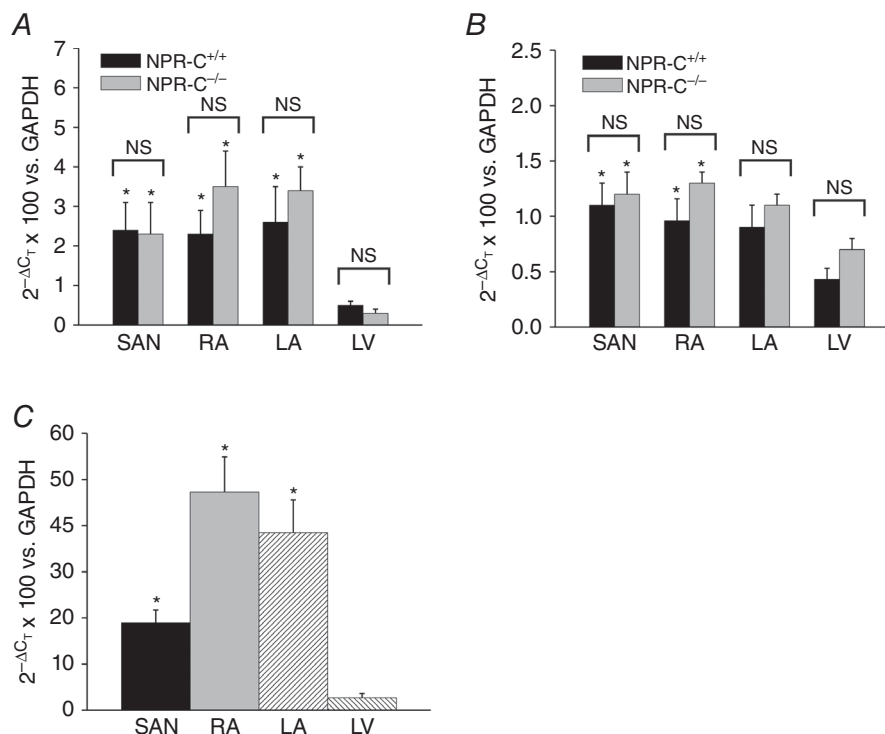 A
2^−ΔC_T x 100 vs. GAPDH
7
6
5
4
3
2
1
0
NPR-C^+/+
NPR-C^−/−
NS NS NS NS
* * * * * *
SAN RA LA LV
B
2^−ΔC_T x 100 vs. GAPDH
2.5
2.0
1.5
1.0
0.5
0.0
NPR-C^+/+
NPR-C^−/−
NS NS NS NS
* * * *
SAN RA LA LV
C
2^−ΔC_T x 100 vs. GAPDH
60
50
45
30
20
10
0
* * *
SAN RA LA LV